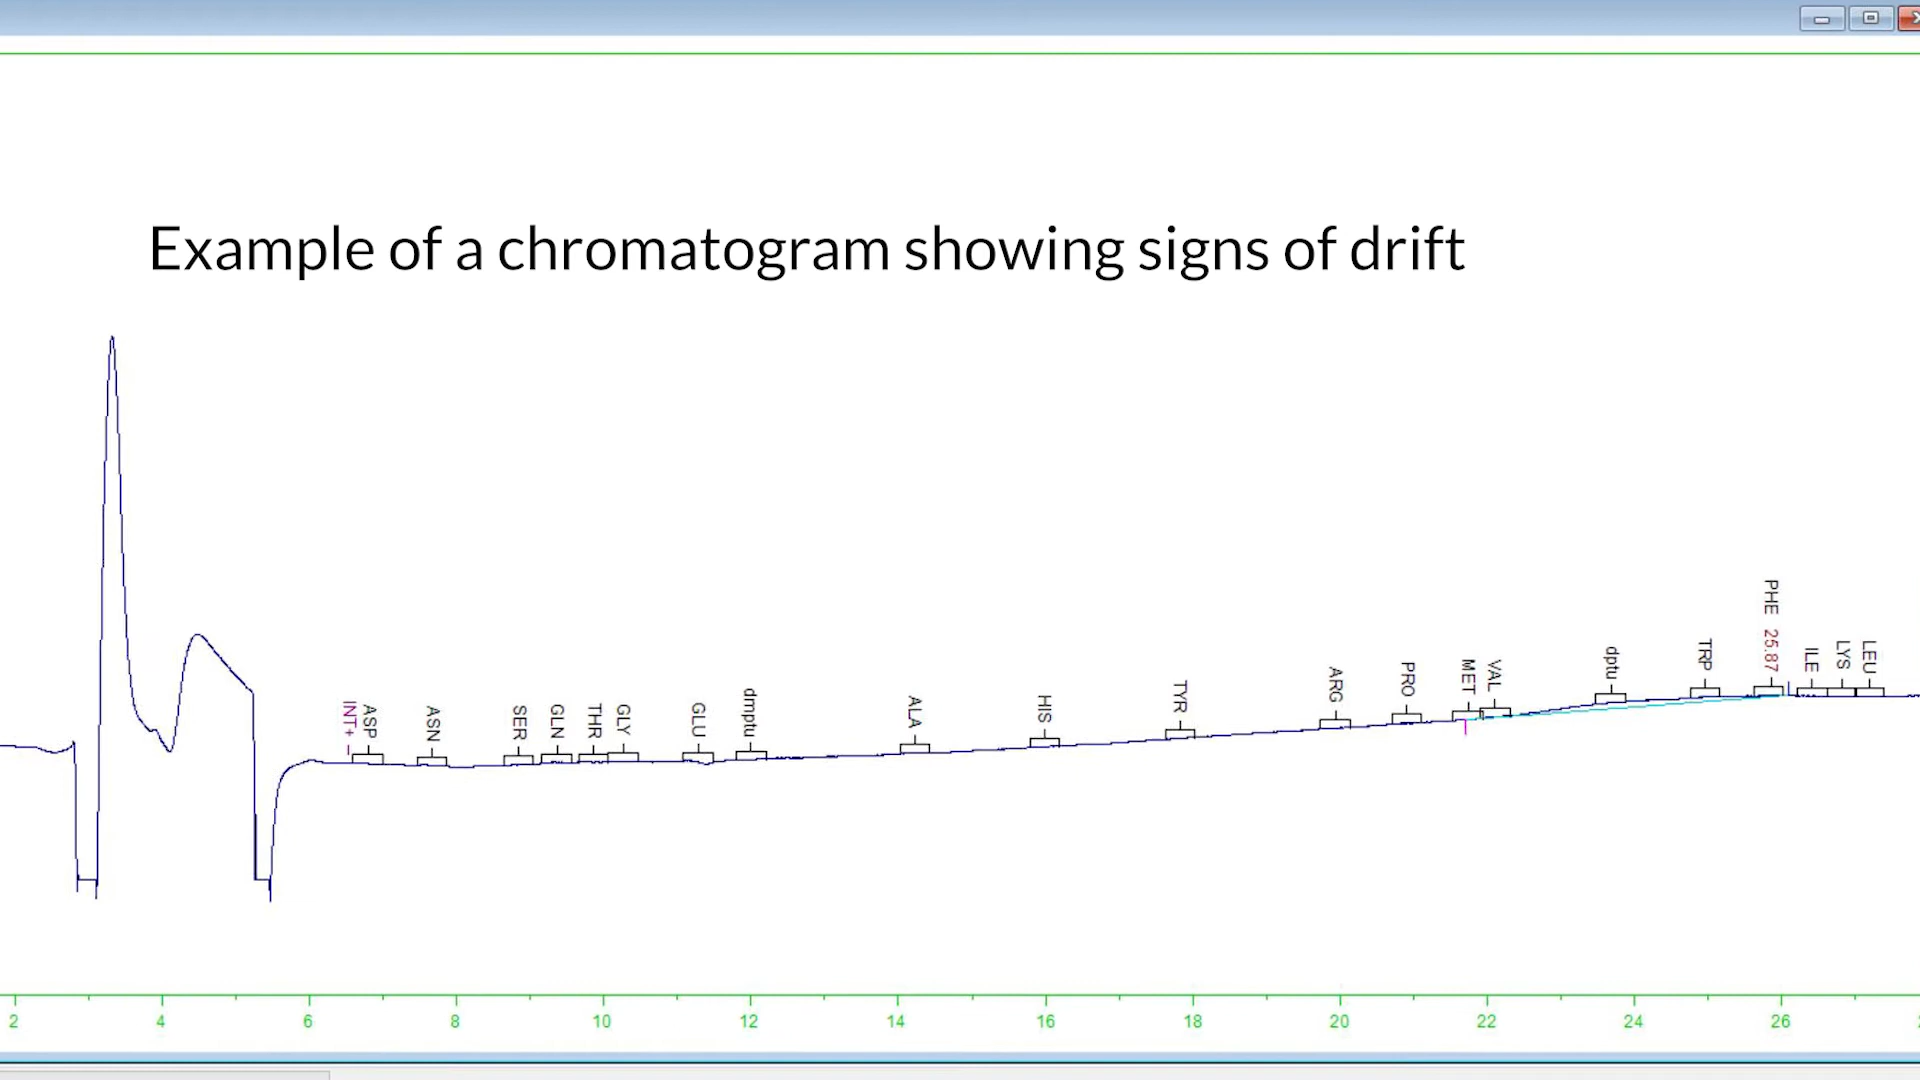 Example of a chromatogram showing signs of drift
INT+
ASP
ASN
SER
GLN
THR
GLY
GLU
dmptu
ALA
HIS
TYR
ARG
PRO
MET
VAL
dptu
TRP
PHE 25.87
ILE
LYS
LEU
2 4 6 8 10 12 14 16 18 20 22 24 26